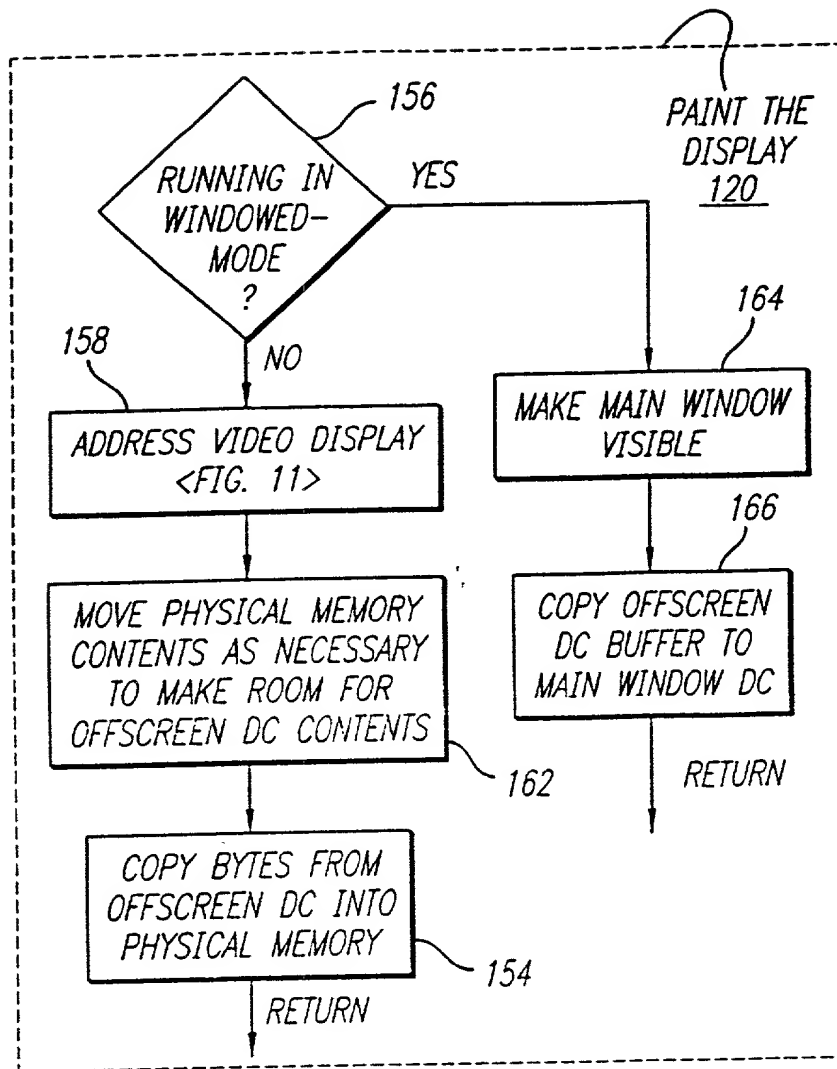 PAINT THE
DISPLAY
120
156
RUNNING IN
WINDOWED-
MODE
?
YES
NO
158
ADDRESS VIDEO DISPLAY
<FIG. 11>
MOVE PHYSICAL MEMORY
CONTENTS AS NECESSARY
TO MAKE ROOM FOR
OFFSCREEN DC CONTENTS
162
COPY BYTES FROM
OFFSCREEN DC INTO
PHYSICAL MEMORY
154
RETURN
164
MAKE MAIN WINDOW
VISIBLE
166
COPY OFFSCREEN
DC BUFFER TO
MAIN WINDOW DC
RETURN